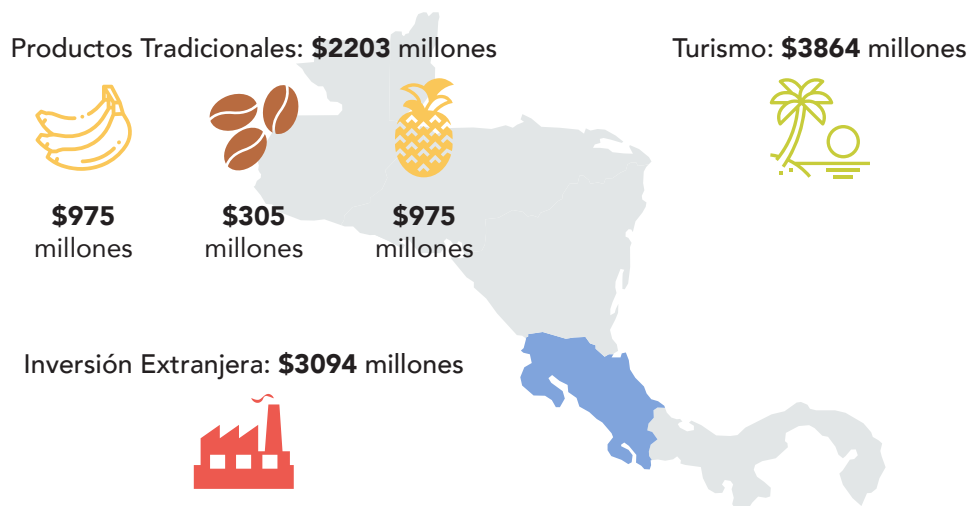 Productos Tradicionales: $2203 millones
Turismo: $3864 millones
$975
millones
$305
millones
$975
millones
Inversión Extranjera: $3094 millones